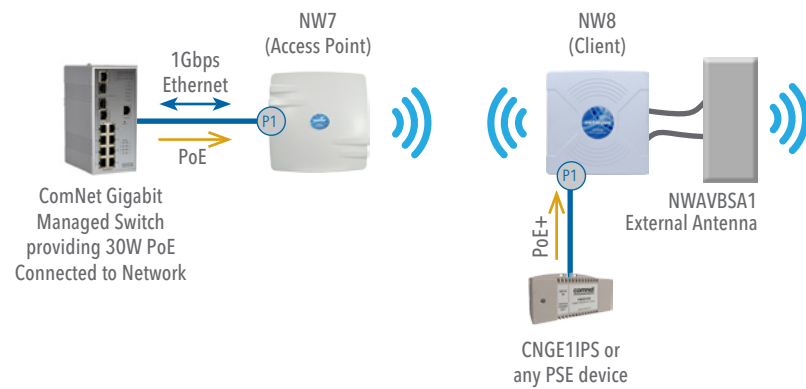 NW7
(Access Point)
NW8
(Client)
1Gbps
Ethernet
P1
PoE
ComNet Gigabit
Managed Switch
providing 30W PoE
Connected to Network
P1
PoE+
NWAVBSA1
External Antenna
comnet
CNGE1IPS or
any PSE device